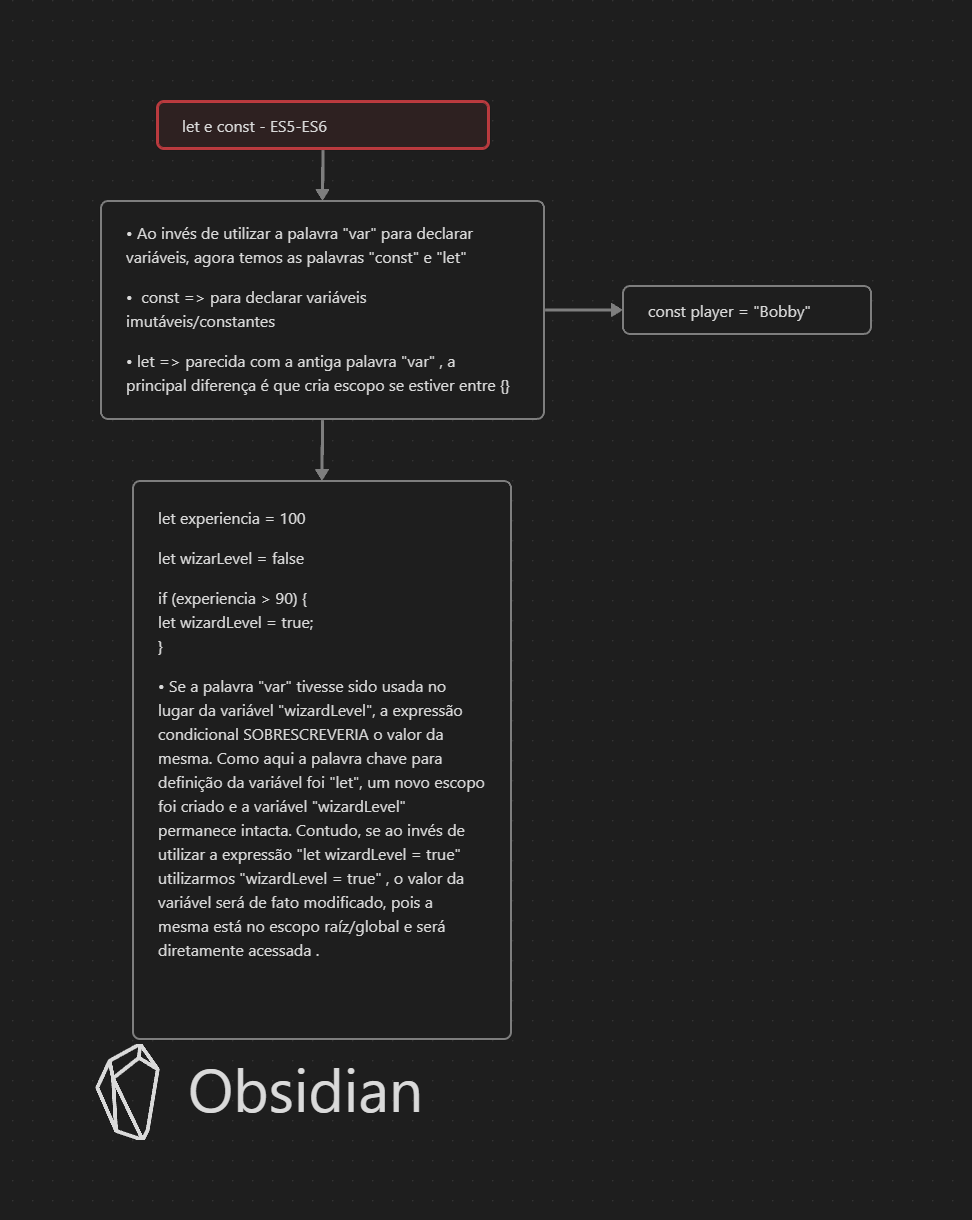 let e const - ES5-ES6
• Ao invés de utilizar a palavra "var" para declarar
variáveis, agora temos as palavras "const" e "let"
• const => para declarar variáveis
imutáveis/constantes
• let => parecida com a antiga palavra "var" , a
principal diferença é que cria escopo se estiver entre {}
const player = "Bobby"
let experiencia = 100
let wizarLevel = false
if (experiencia > 90) {
let wizardLevel = true;
}
• Se a palavra "var" tivesse sido usada no
lugar da variável "wizardLevel", a expressão
condicional SOBRESCREVERIA o valor da
mesma. Como aqui a palavra chave para
definição da variável foi "let", um novo escopo
foi criado e a variável "wizardLevel"
permanece intacta. Contudo, se ao invés de
utilizar a expressão "let wizardLevel = true"
utilizarmos "wizardLevel = true" , o valor da
variável será de fato modificado, pois a
mesma está no escopo raíz/global e será
diretamente acessada .
Obsidian